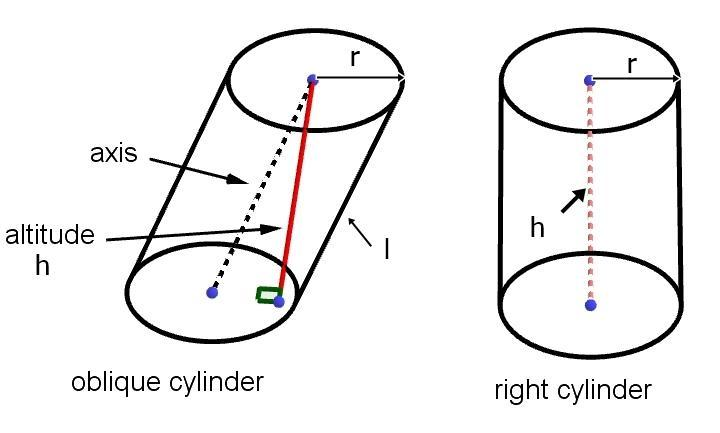 r
axis
altitude
h
l
oblique cylinder
r
h
right cylinder